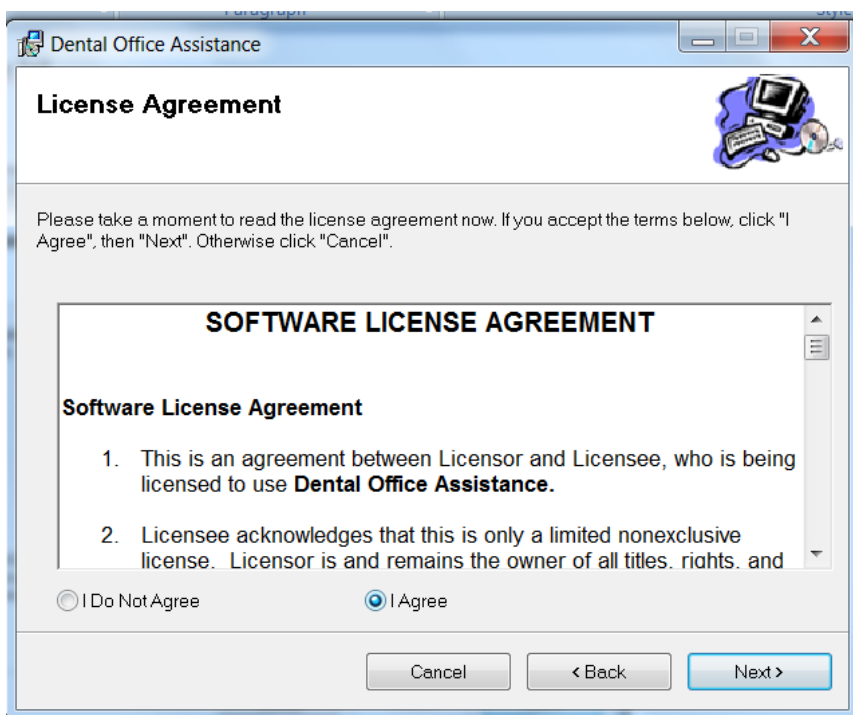 Paragraph
Style
Dental Office Assistance
License Agreement
Please take a moment to read the license agreement now. If you accept the terms below, click "I
Agree", then "Next". Otherwise click "Cancel".
SOFTWARE LICENSE AGREEMENT
Software License Agreement
1. This is an agreement between Licensor and Licensee, who is being
licensed to use Dental Office Assistance.
2. Licensee acknowledges that this is only a limited nonexclusive
license. Licensor is and remains the owner of all titles, rights, and
I Do Not Agree
I Agree
Cancel
< Back
Next >